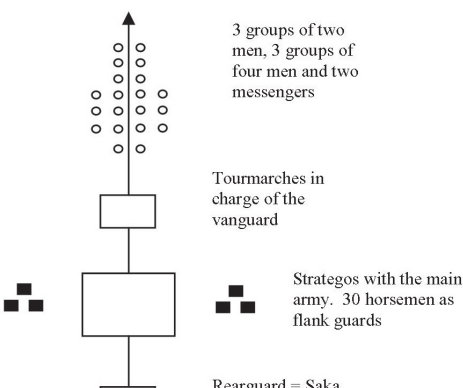 3 groups of two
men, 3 groups of
four men and two
messengers
Tourmarches in
charge of the
vanguard
Strategos with the main
army. 30 horsemen as
flank guards
Rearguard = Saka